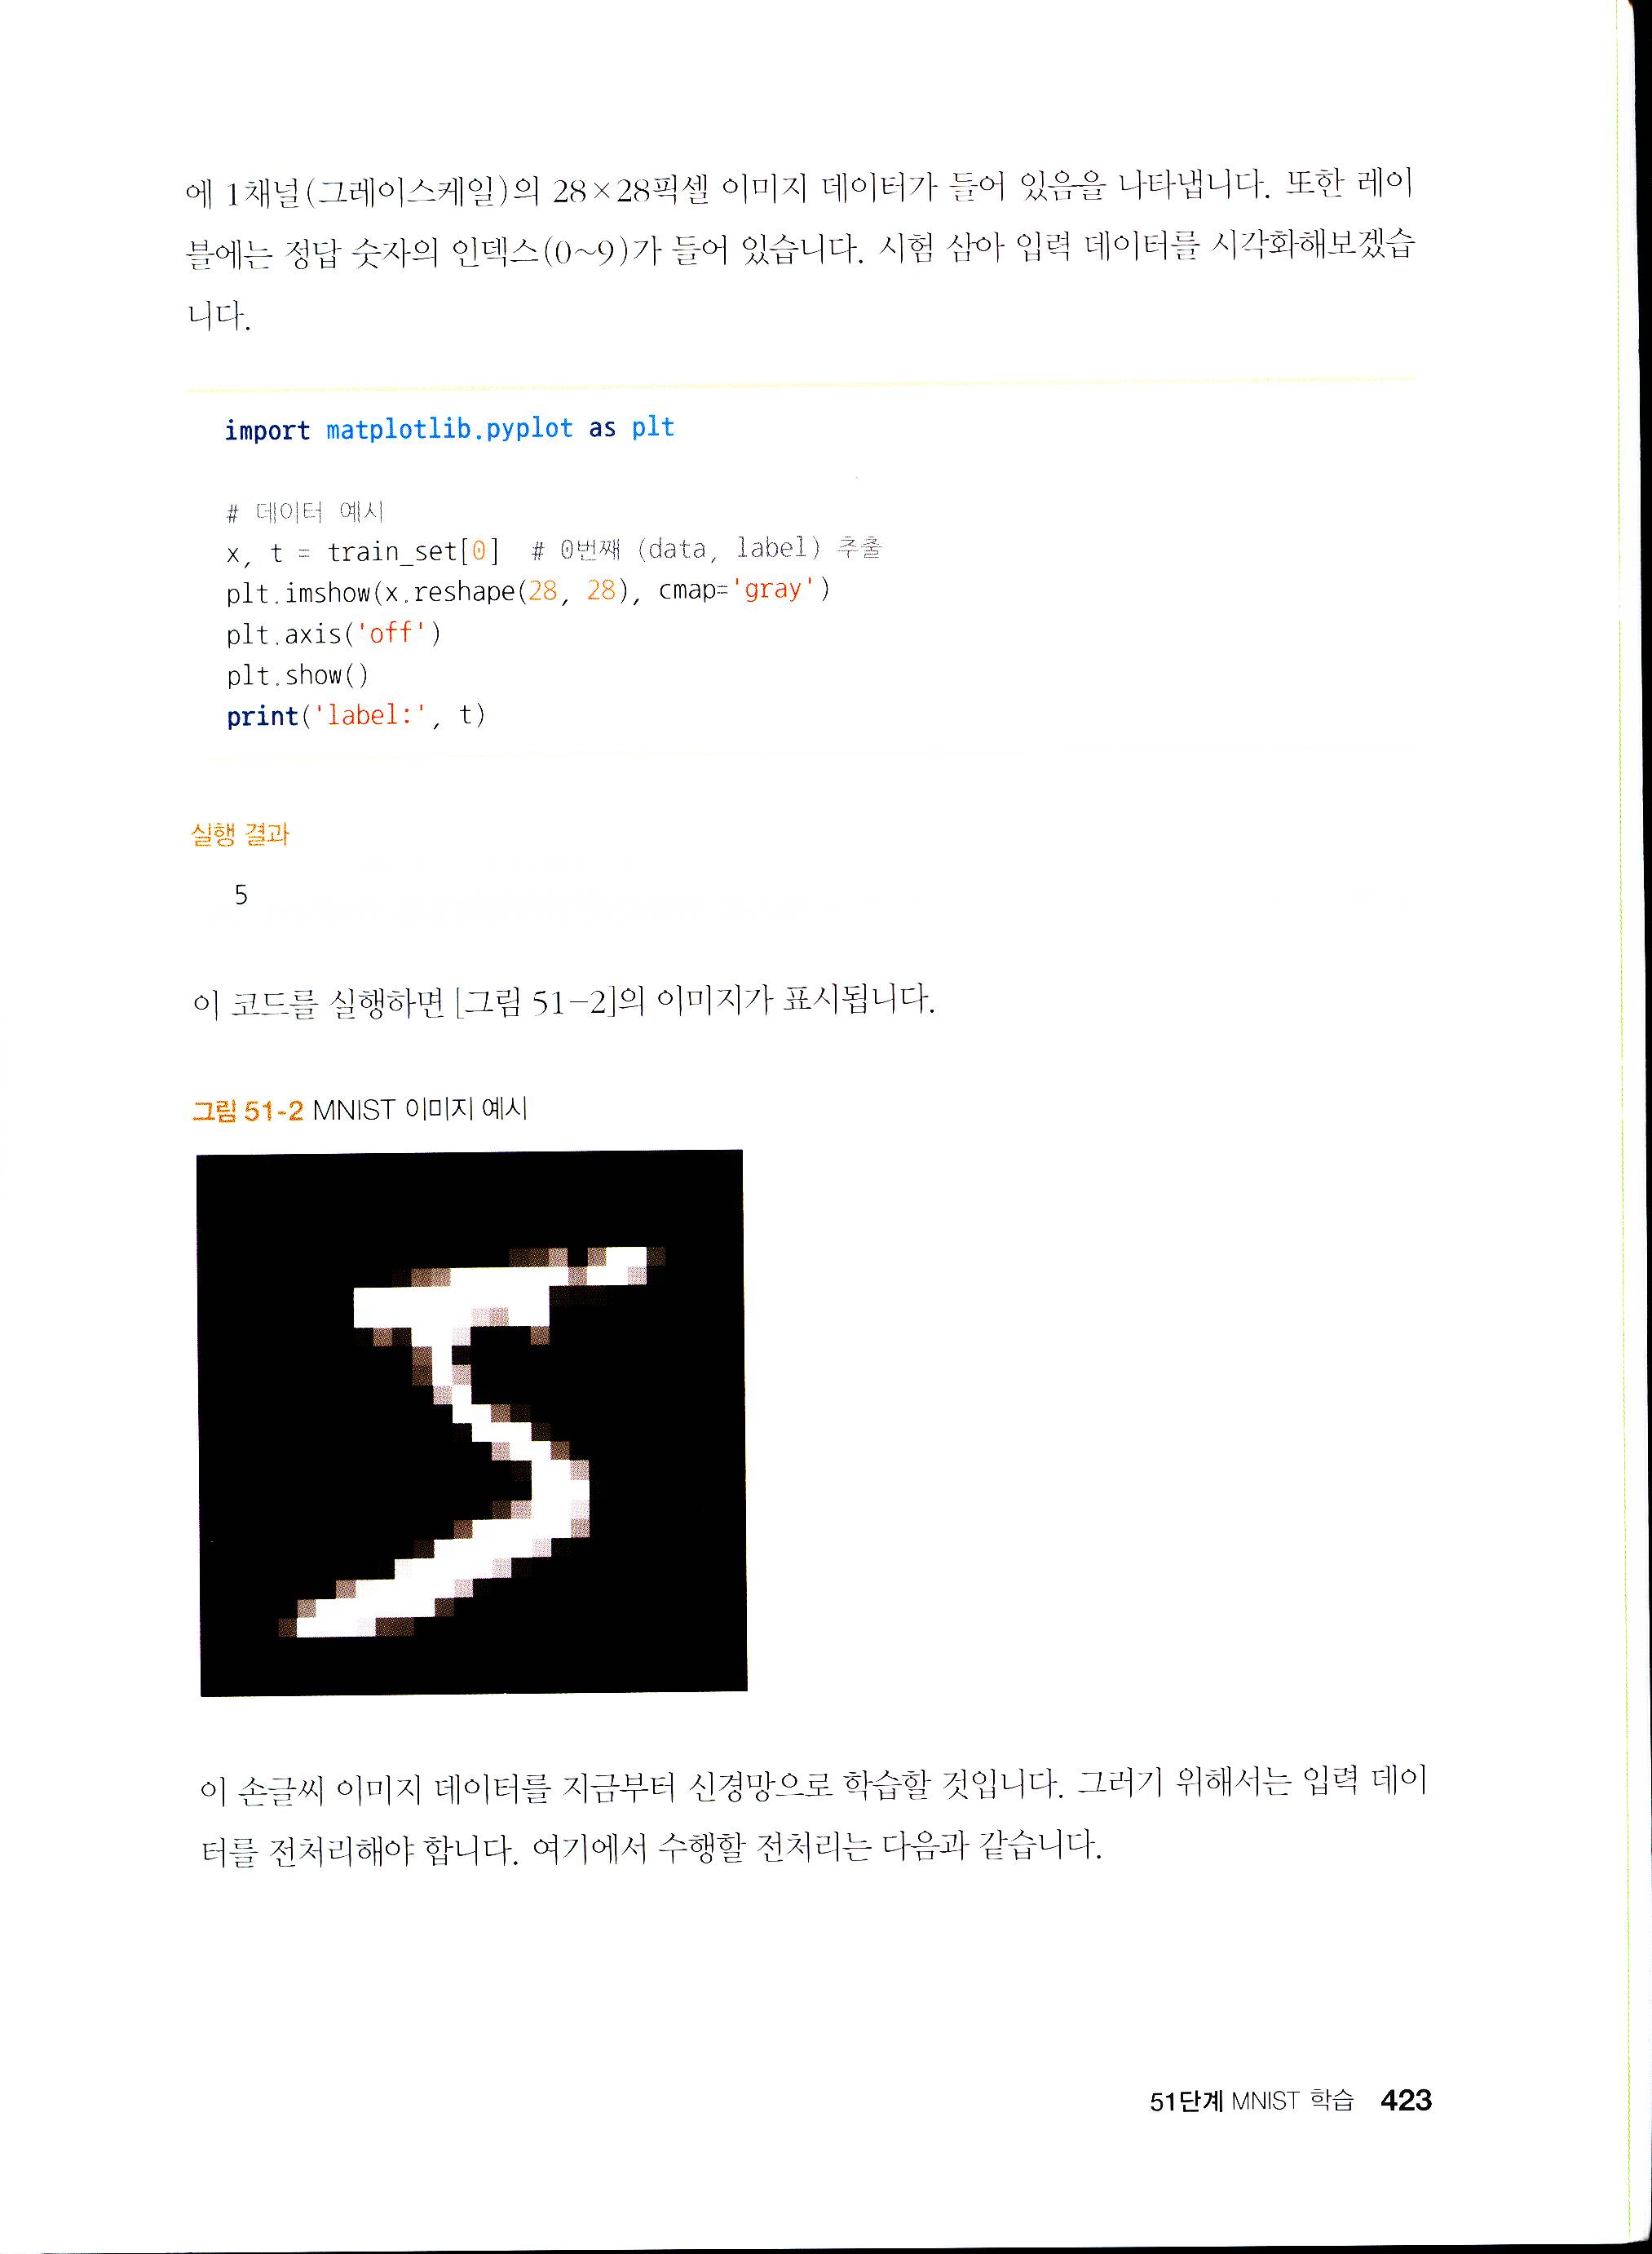 에 1채널(그레이스케일)의 28×28픽셀 이미지 데이터가 들어 있음을 나타냅니다. 또한 레이
블에는 정답 숫자의 인덱스(0~9)가 들어 있습니다. 시험 삼아 입력 데이터를 시각화해보겠습
니다.
import matplotlib.pyplot as plt
# 데이터 예시
x, t = train_set[0]  # 0번째 (data, label) 추출
plt.imshow(x.reshape(28, 28), cmap='gray')
plt.axis('off')
plt.show()
print('label:', t)
실행 결과
5
이 코드를 실행하면 [그림 51-2]의 이미지가 표시됩니다.
그림 51-2 MNIST 이미지 예시
이 손글씨 이미지 데이터를 지금부터 신경망으로 학습할 것입니다. 그러기 위해서는 입력 데이
터를 전처리해야 합니다. 여기에서 수행할 전처리는 다음과 같습니다.
51단계 MNIST 학습 423